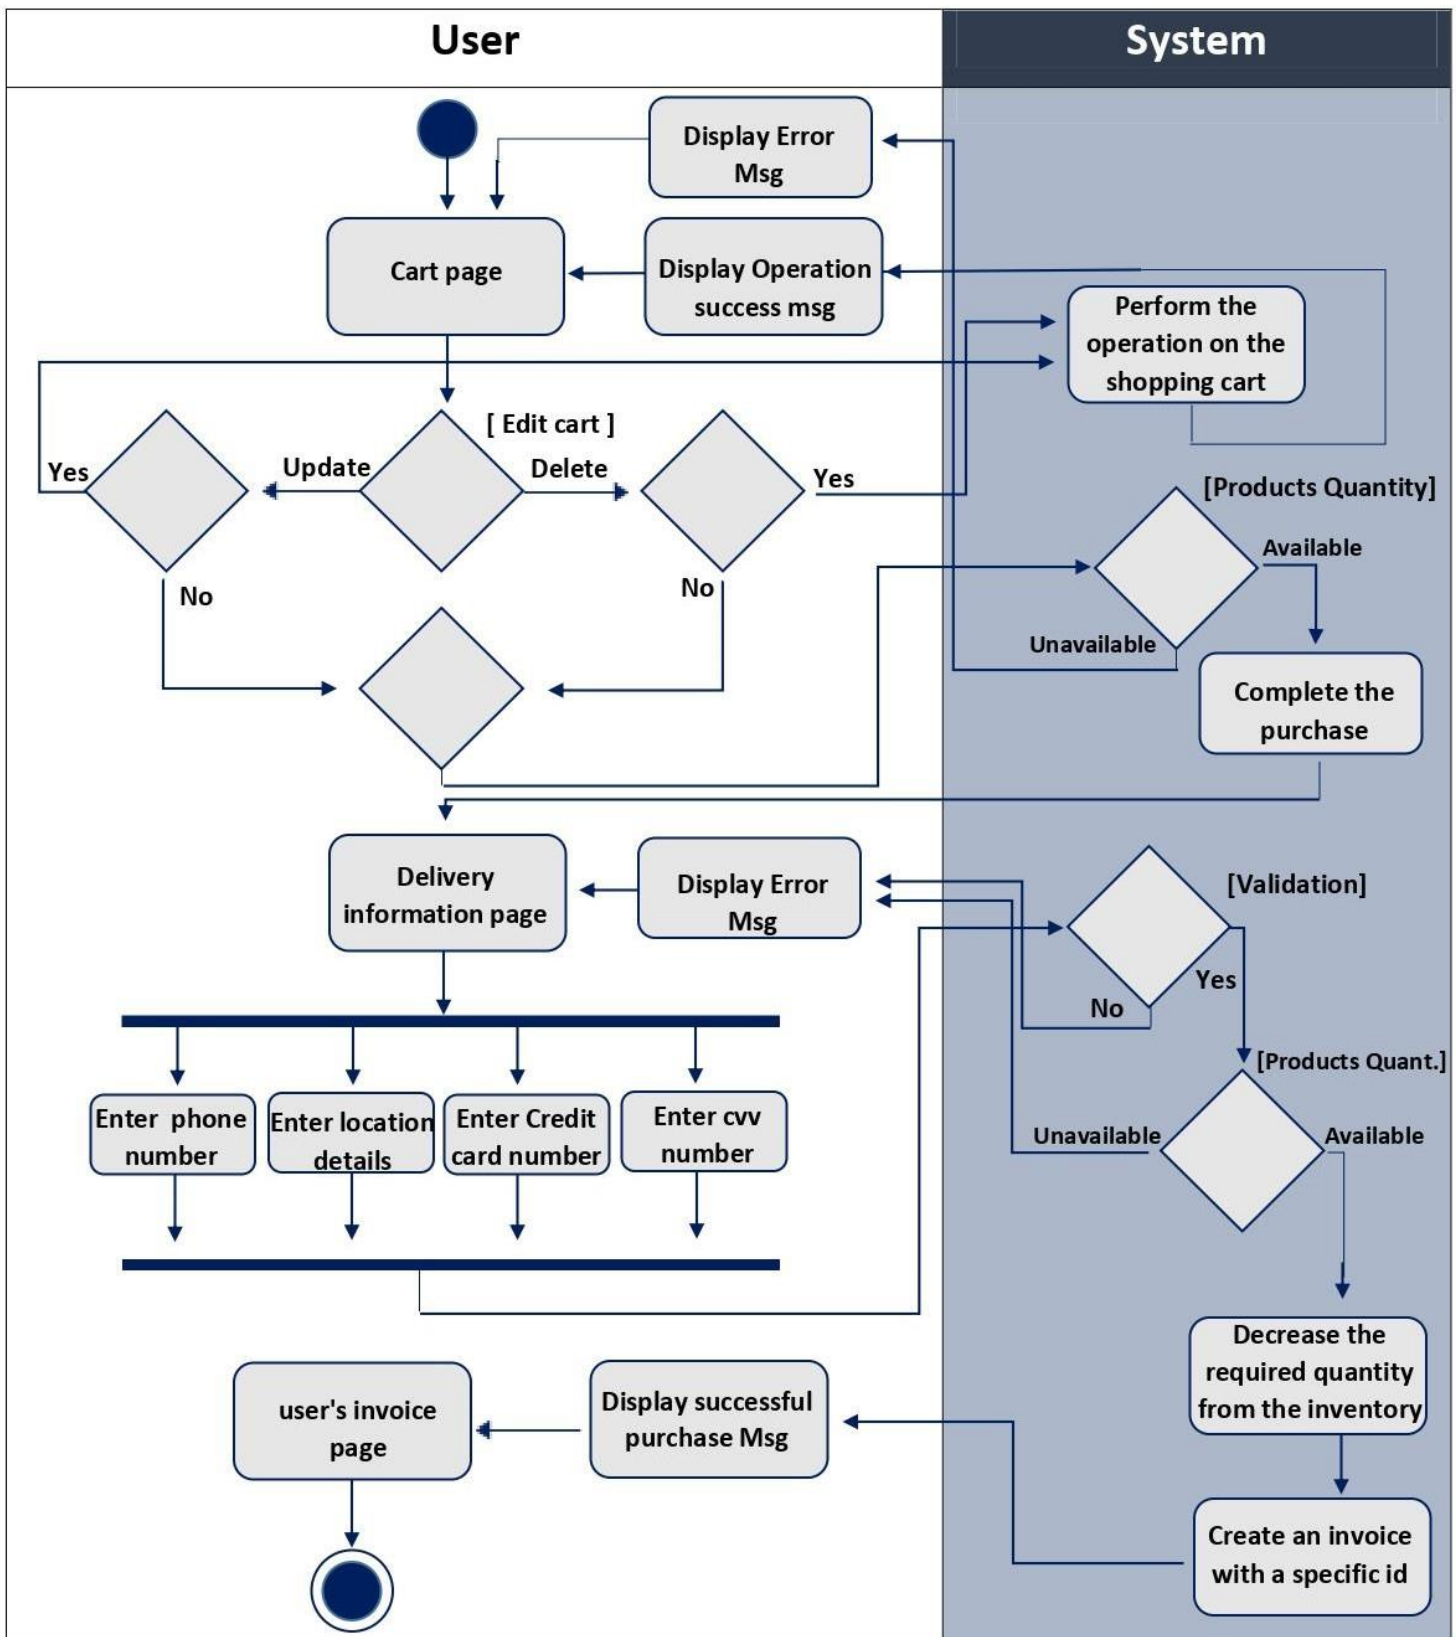 User
System
Display Error
Msg
Cart page
Display Operation
success msg
Perform the
operation on the
shopping cart
[ Edit cart ]
Update
Delete
Yes
Yes
[Products Quantity]
Available
No
No
Unavailable
Complete the
purchase
Delivery
information page
Display Error
Msg
[Validation]
Yes
No
[Products Quant.]
Enter  phone
number
Enter location
details
Enter Credit
card number
Enter cvv
number
Unavailable
Available
Decrease the
required quantity
from the inventory
user's invoice
page
Display successful
purchase Msg
Create an invoice
with a specific id